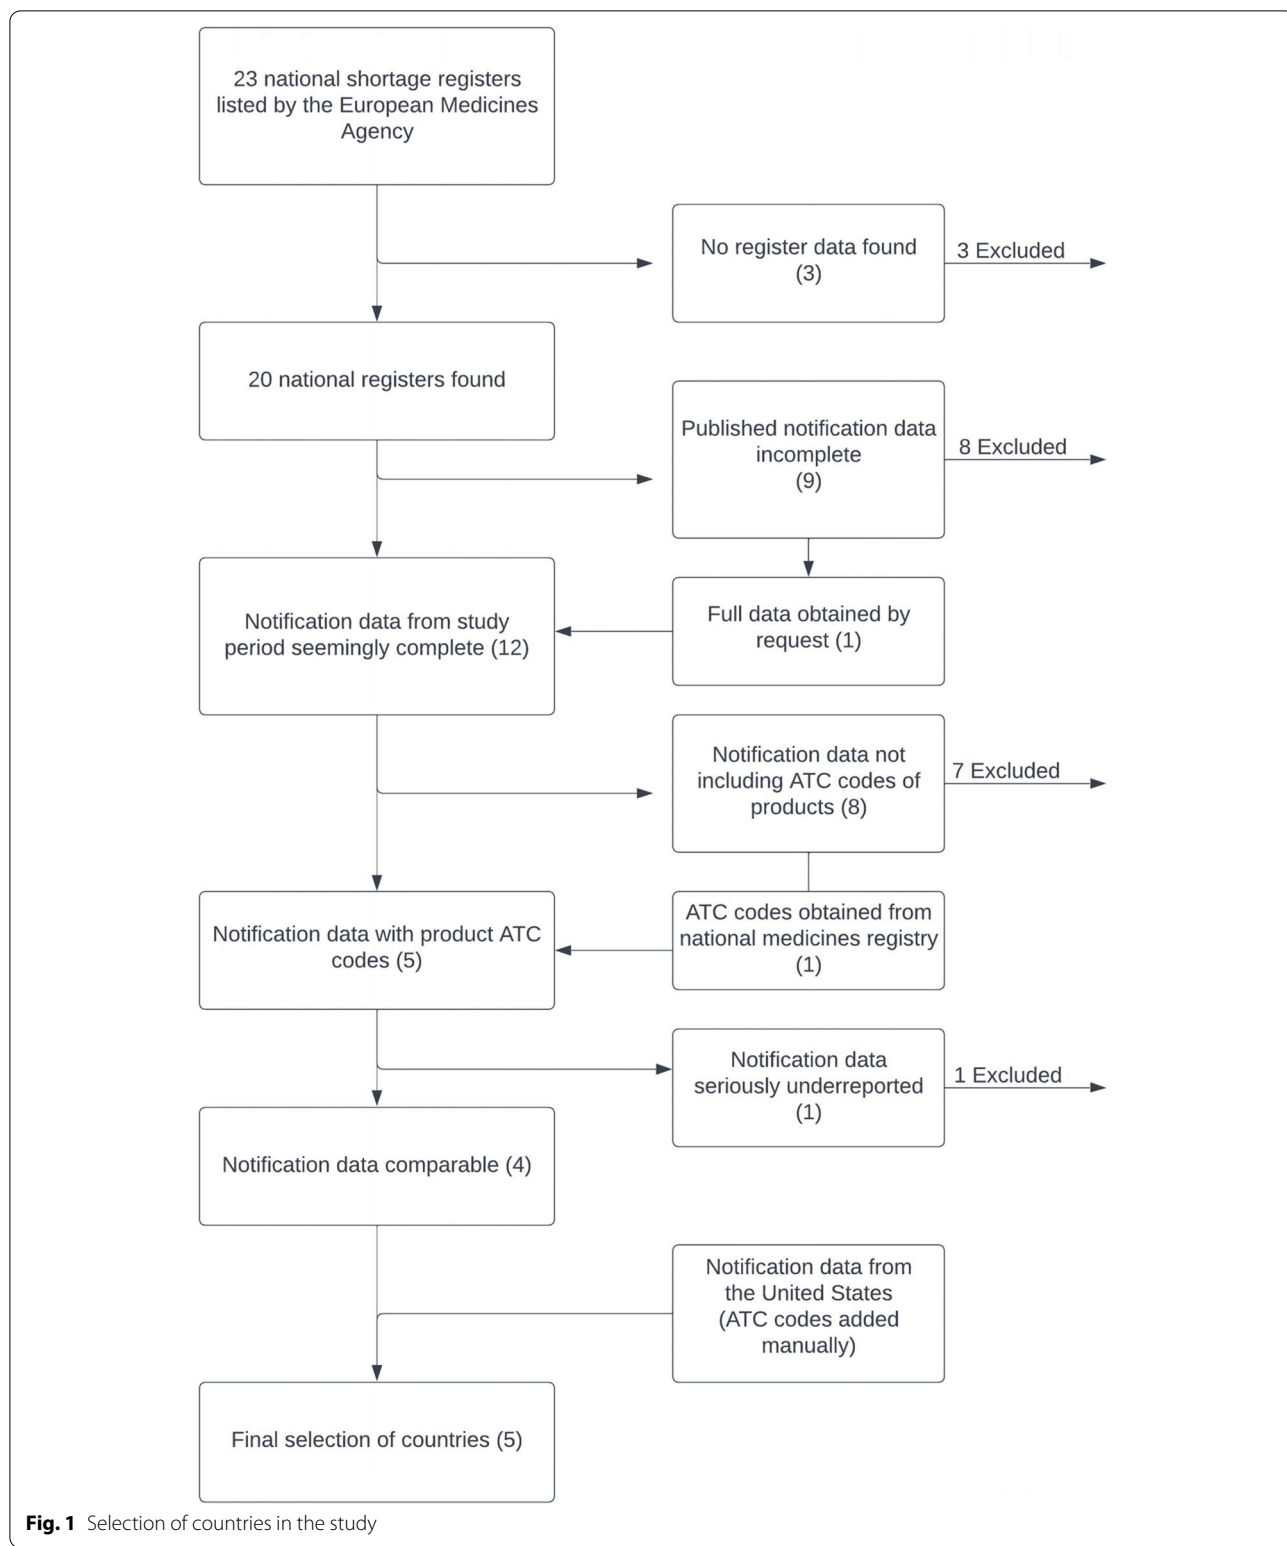 23 national shortage registers
listed by the European Medicines
Agency
No register data found
(3)
3 Excluded
20 national registers found
Published notification data
incomplete
(9)
8 Excluded
Notification data from study
period seemingly complete (12)
Full data obtained by
request (1)
Notification data not
including ATC codes of
products (8)
7 Excluded
Notification data with product ATC
codes (5)
ATC codes obtained from
national medicines registry
(1)
Notification data
seriously underreported
(1)
1 Excluded
Notification data comparable (4)
Notification data from
the United States
(ATC codes added
manually)
Final selection of countries (5)
Fig. 1 Selection of countries in the study